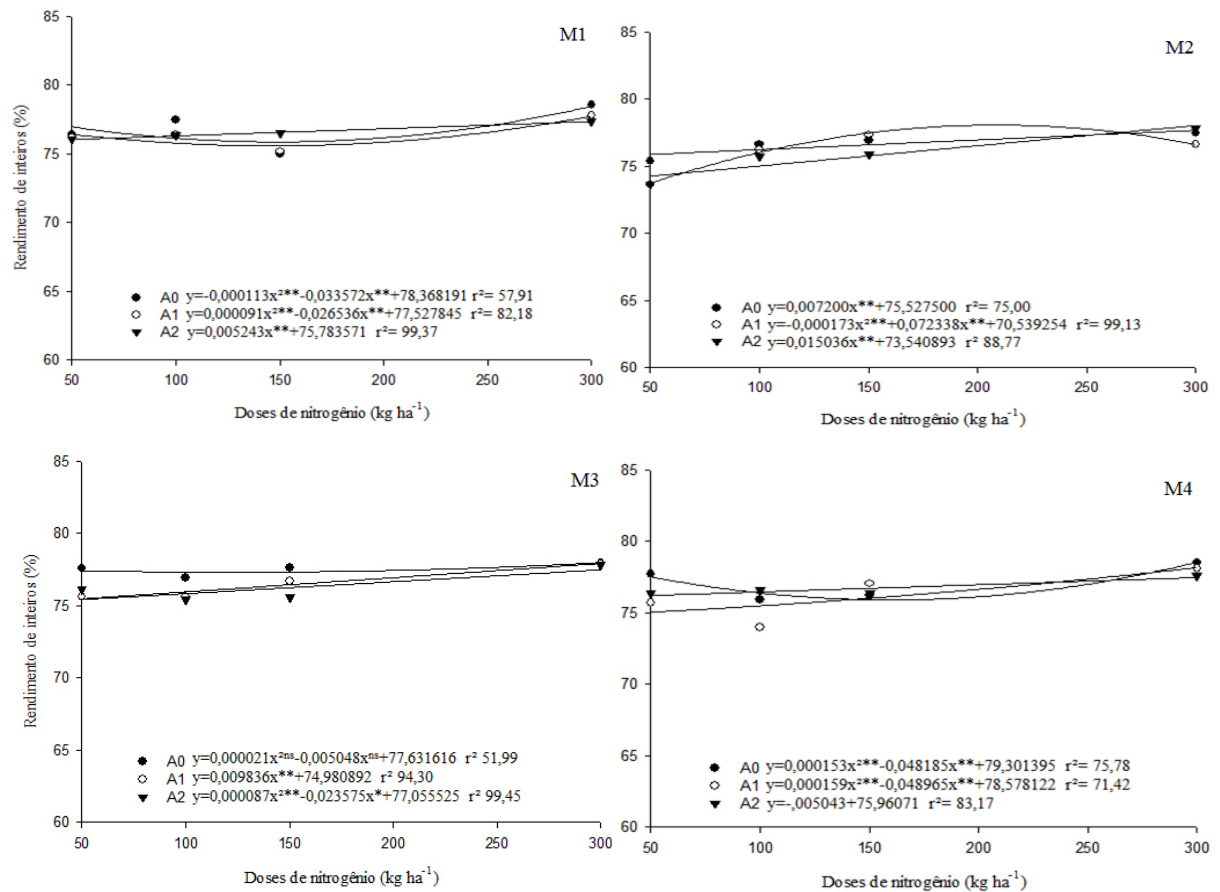 M1
Rendimento de inteiros (%)
85
80
75
70
65
60
A0 y=-0,000113x²**-0,033572x**+78,368191 r²= 57,91
A1 y=0,000091x²**-0,026536x**+77,527845 r²= 82,18
A2 y=0,005243x**+75,783571 r²= 99,37
50 100 150 200 250 300
Doses de nitrogênio (kg ha⁻¹)
M2
85
80
75
70
65
60
A0 y=0,007200x**+75,527500 r²= 75,00
A1 y=-0,000173x²**+0,072338x**+70,539254 r²= 99,13
A2 y=0,015036x**+73,540893 r² 88,77
50 100 150 200 250 300
Doses de nitrogênio (kg ha⁻¹)
M3
Rendimento de inteiros (%)
85
80
75
70
65
60
A0 y=0,000021x²ⁿˢ-0,005048xⁿˢ+77,631616 r² 51,99
A1 y=0,009836x**+74,980892 r² 94,30
A2 y=0,000087x²**-0,023575x*+77,055525 r² 99,45
50 100 150 200 250 300
Doses de nitrogênio (kg ha⁻¹)
M4
85
80
75
70
65
60
A0 y=0,000153x²**-0,048185x**+79,301395 r²= 75,78
A1 y=0,000159x²**-0,048965x**+78,578122 r²= 71,42
A2 y=-,005043+75,96071 r²= 83,17
50 100 150 200 250 300
Doses de nitrogênio (kg ha⁻¹)